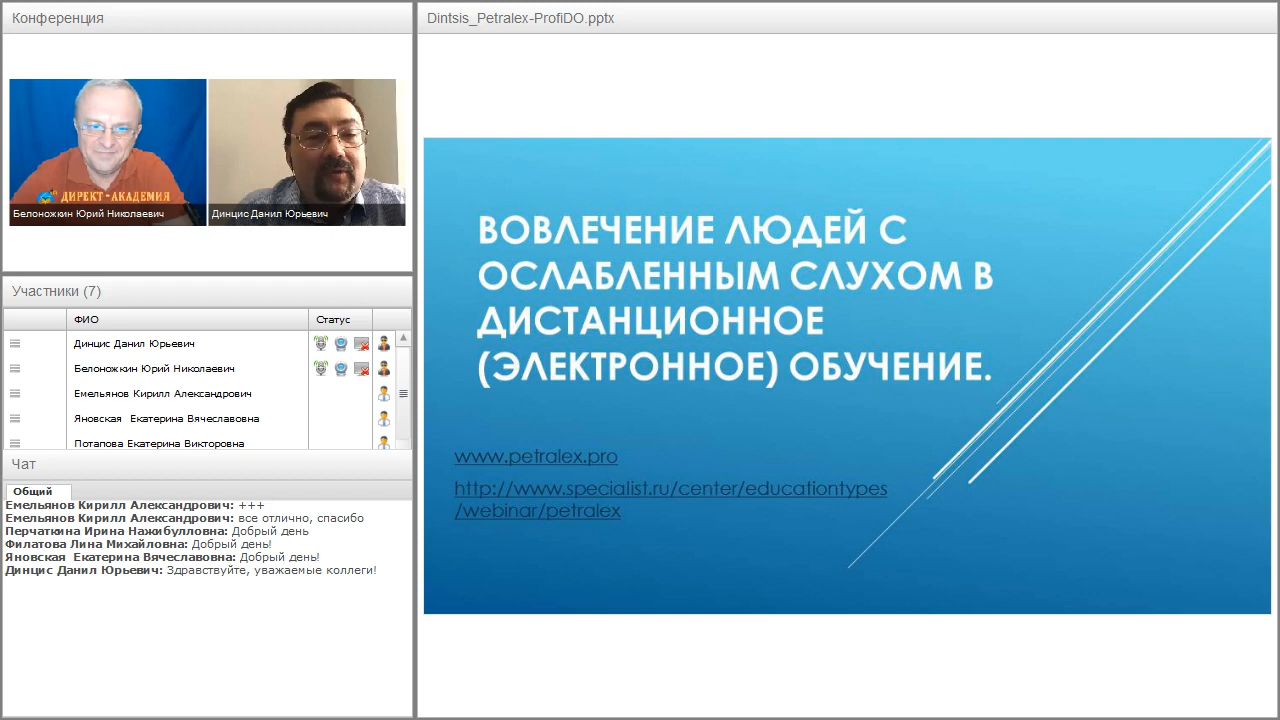 Конференция
ДИРЕКТ-АКАДЕМИЯ
Белоножкин Юрий Николаевич
Динцис Данил Юрьевич
Участники (7)
ФИО Статус
Динцис Данил Юрьевич
Белоножкин Юрий Николаевич
Емельянов Кирилл Александрович
Яновская Екатерина Вячеславовна
Потапова Екатерина Викторовна
Чат
Общий
Емельянов Кирилл Александрович: +++
Емельянов Кирилл Александрович: все отлично, спасибо
Перчаткина Ирина Нажибулловна: Добрый день
Филатова Лина Михайловна: Добрый день!
Яновская Екатерина Вячеславовна: Добрый день!
Динцис Данил Юрьевич: Здравствуйте, уважаемые коллеги!
Dintsis_Petralex-ProfiDO.pptx
ВОВЛЕЧЕНИЕ ЛЮДЕЙ С
ОСЛАБЛЕННЫМ СЛУХОМ В
ДИСТАНЦИОННОЕ
(ЭЛЕКТРОННОЕ) ОБУЧЕНИЕ.
www.petralex.pro
http://www.specialist.ru/center/educationtypes
/webinar/petralex